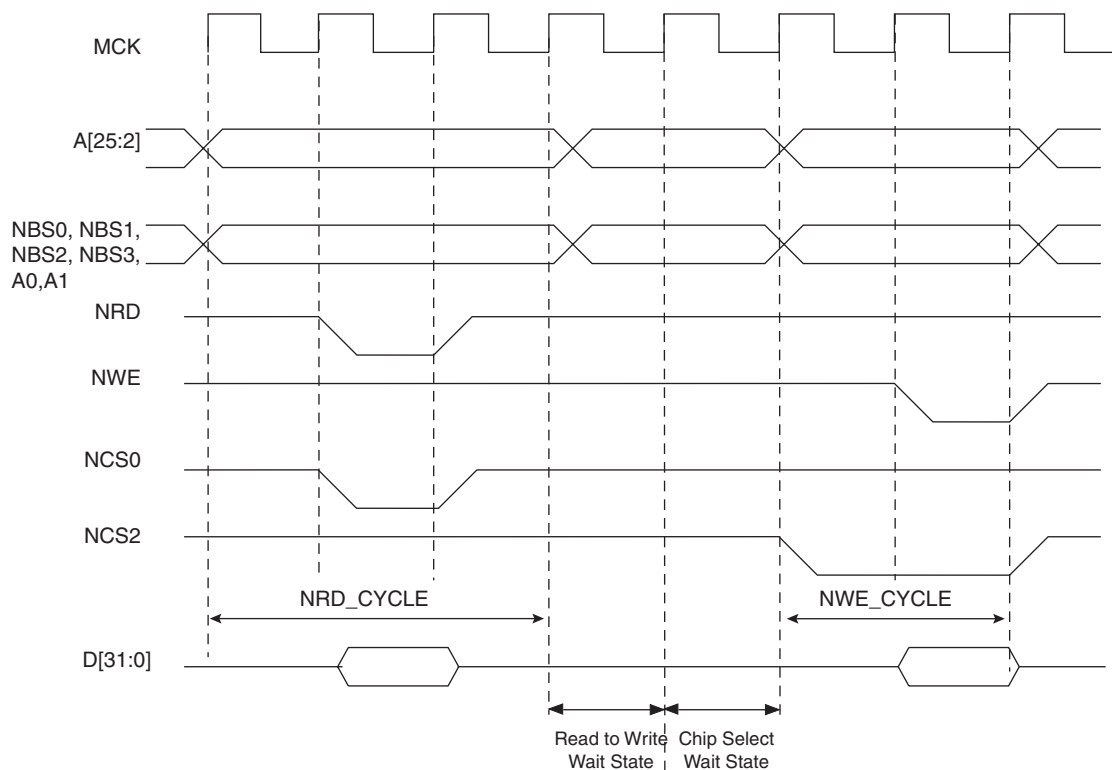 MCK
A[25:2]
NBS0, NBS1,
NBS2, NBS3,
A0,A1
NRD
NWE
NCS0
NCS2
NRD_CYCLE
NWE_CYCLE
D[31:0]
Read to Write
Wait State
Chip Select
Wait State